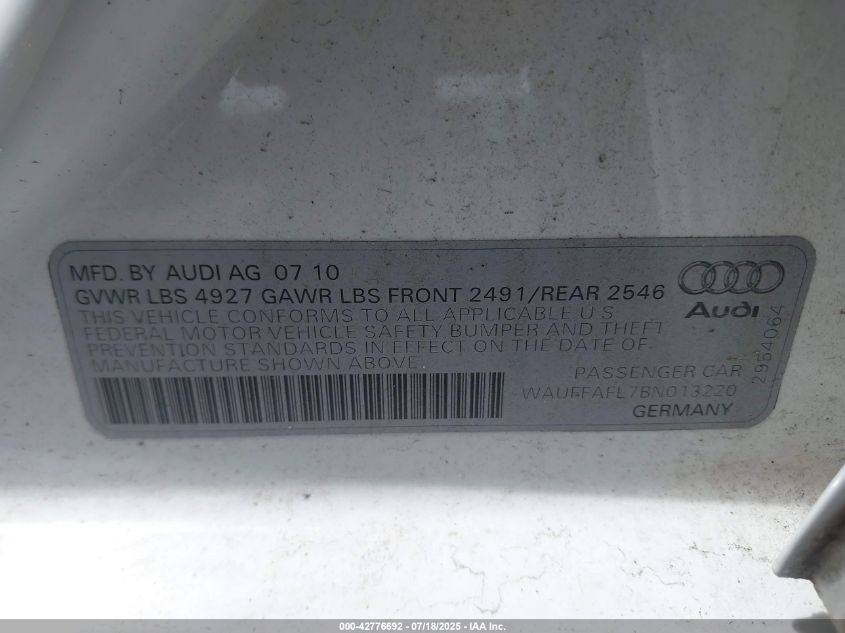 MFD. BY AUDI AG 07 10
GVWR LBS 4927 GAWR LBS FRONT 2491/REAR 2546
THIS VEHICLE CONFORMS TO ALL APPLICABLE U S
FEDERAL MOTOR VEHICLE SAFETY BUMPER AND THEFT
PREVENTION STANDARDS IN EFFECT ON THE DATE OF.
MANUFACTURE SHOWN ABOVE.
Audi
2954064
PASSENGER CAR
WAUFFAFL7BN013220
GERMANY
000-42776692 - 07/18/2025 - IAA Inc.